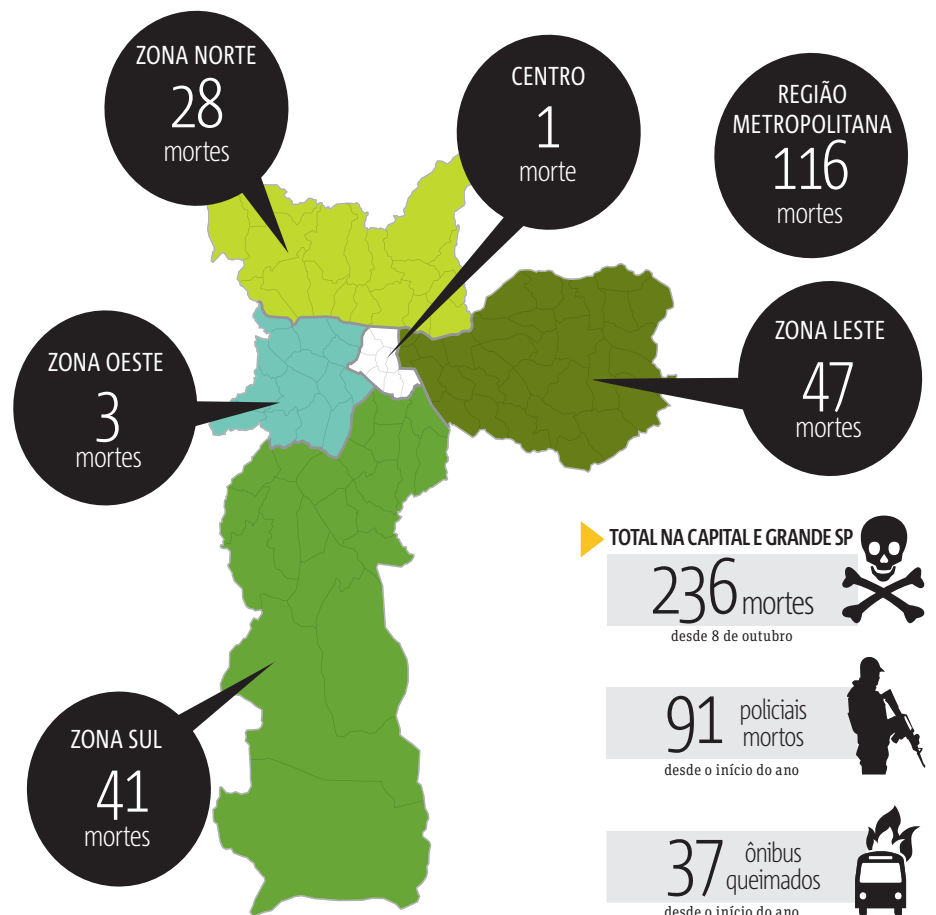 ZONA NORTE
28
mortes
CENTRO
1
morte
REGIÃO
METROPOLITANA
116
mortes
ZONA OESTE
3
mortes
ZONA LESTE
47
mortes
ZONA SUL
41
mortes
TOTAL NA CAPITAL E GRANDE SP
236 mortes
desde 8 de outubro
91 policiais
mortos
desde o início do ano
37 ônibus
queimados
desde o início do ano